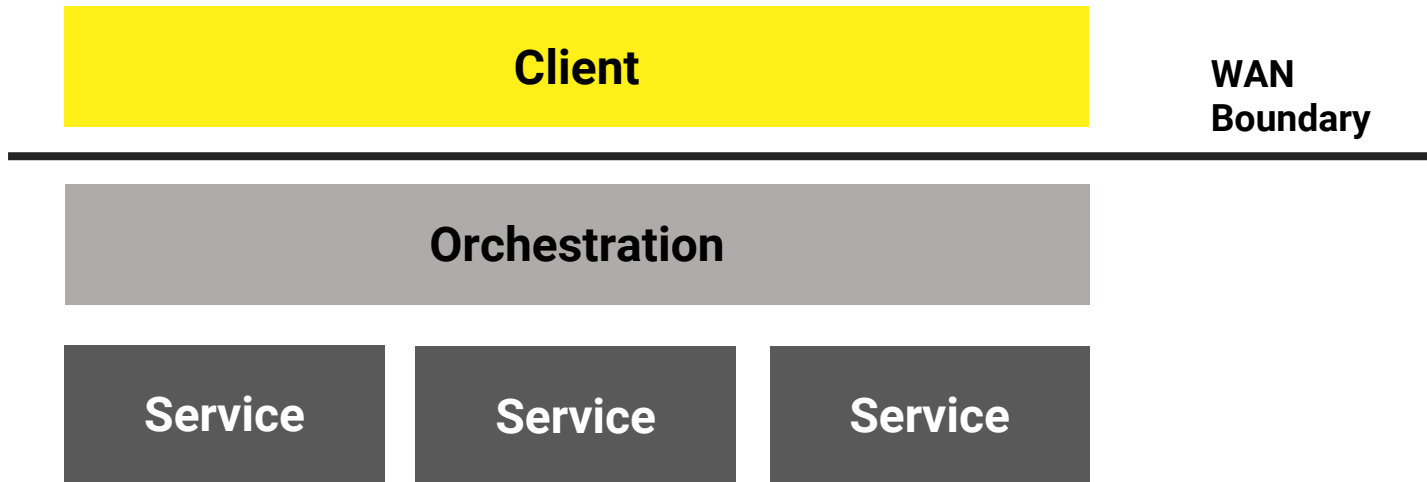 Client
WAN
Boundary
Orchestration
Service
Service
Service